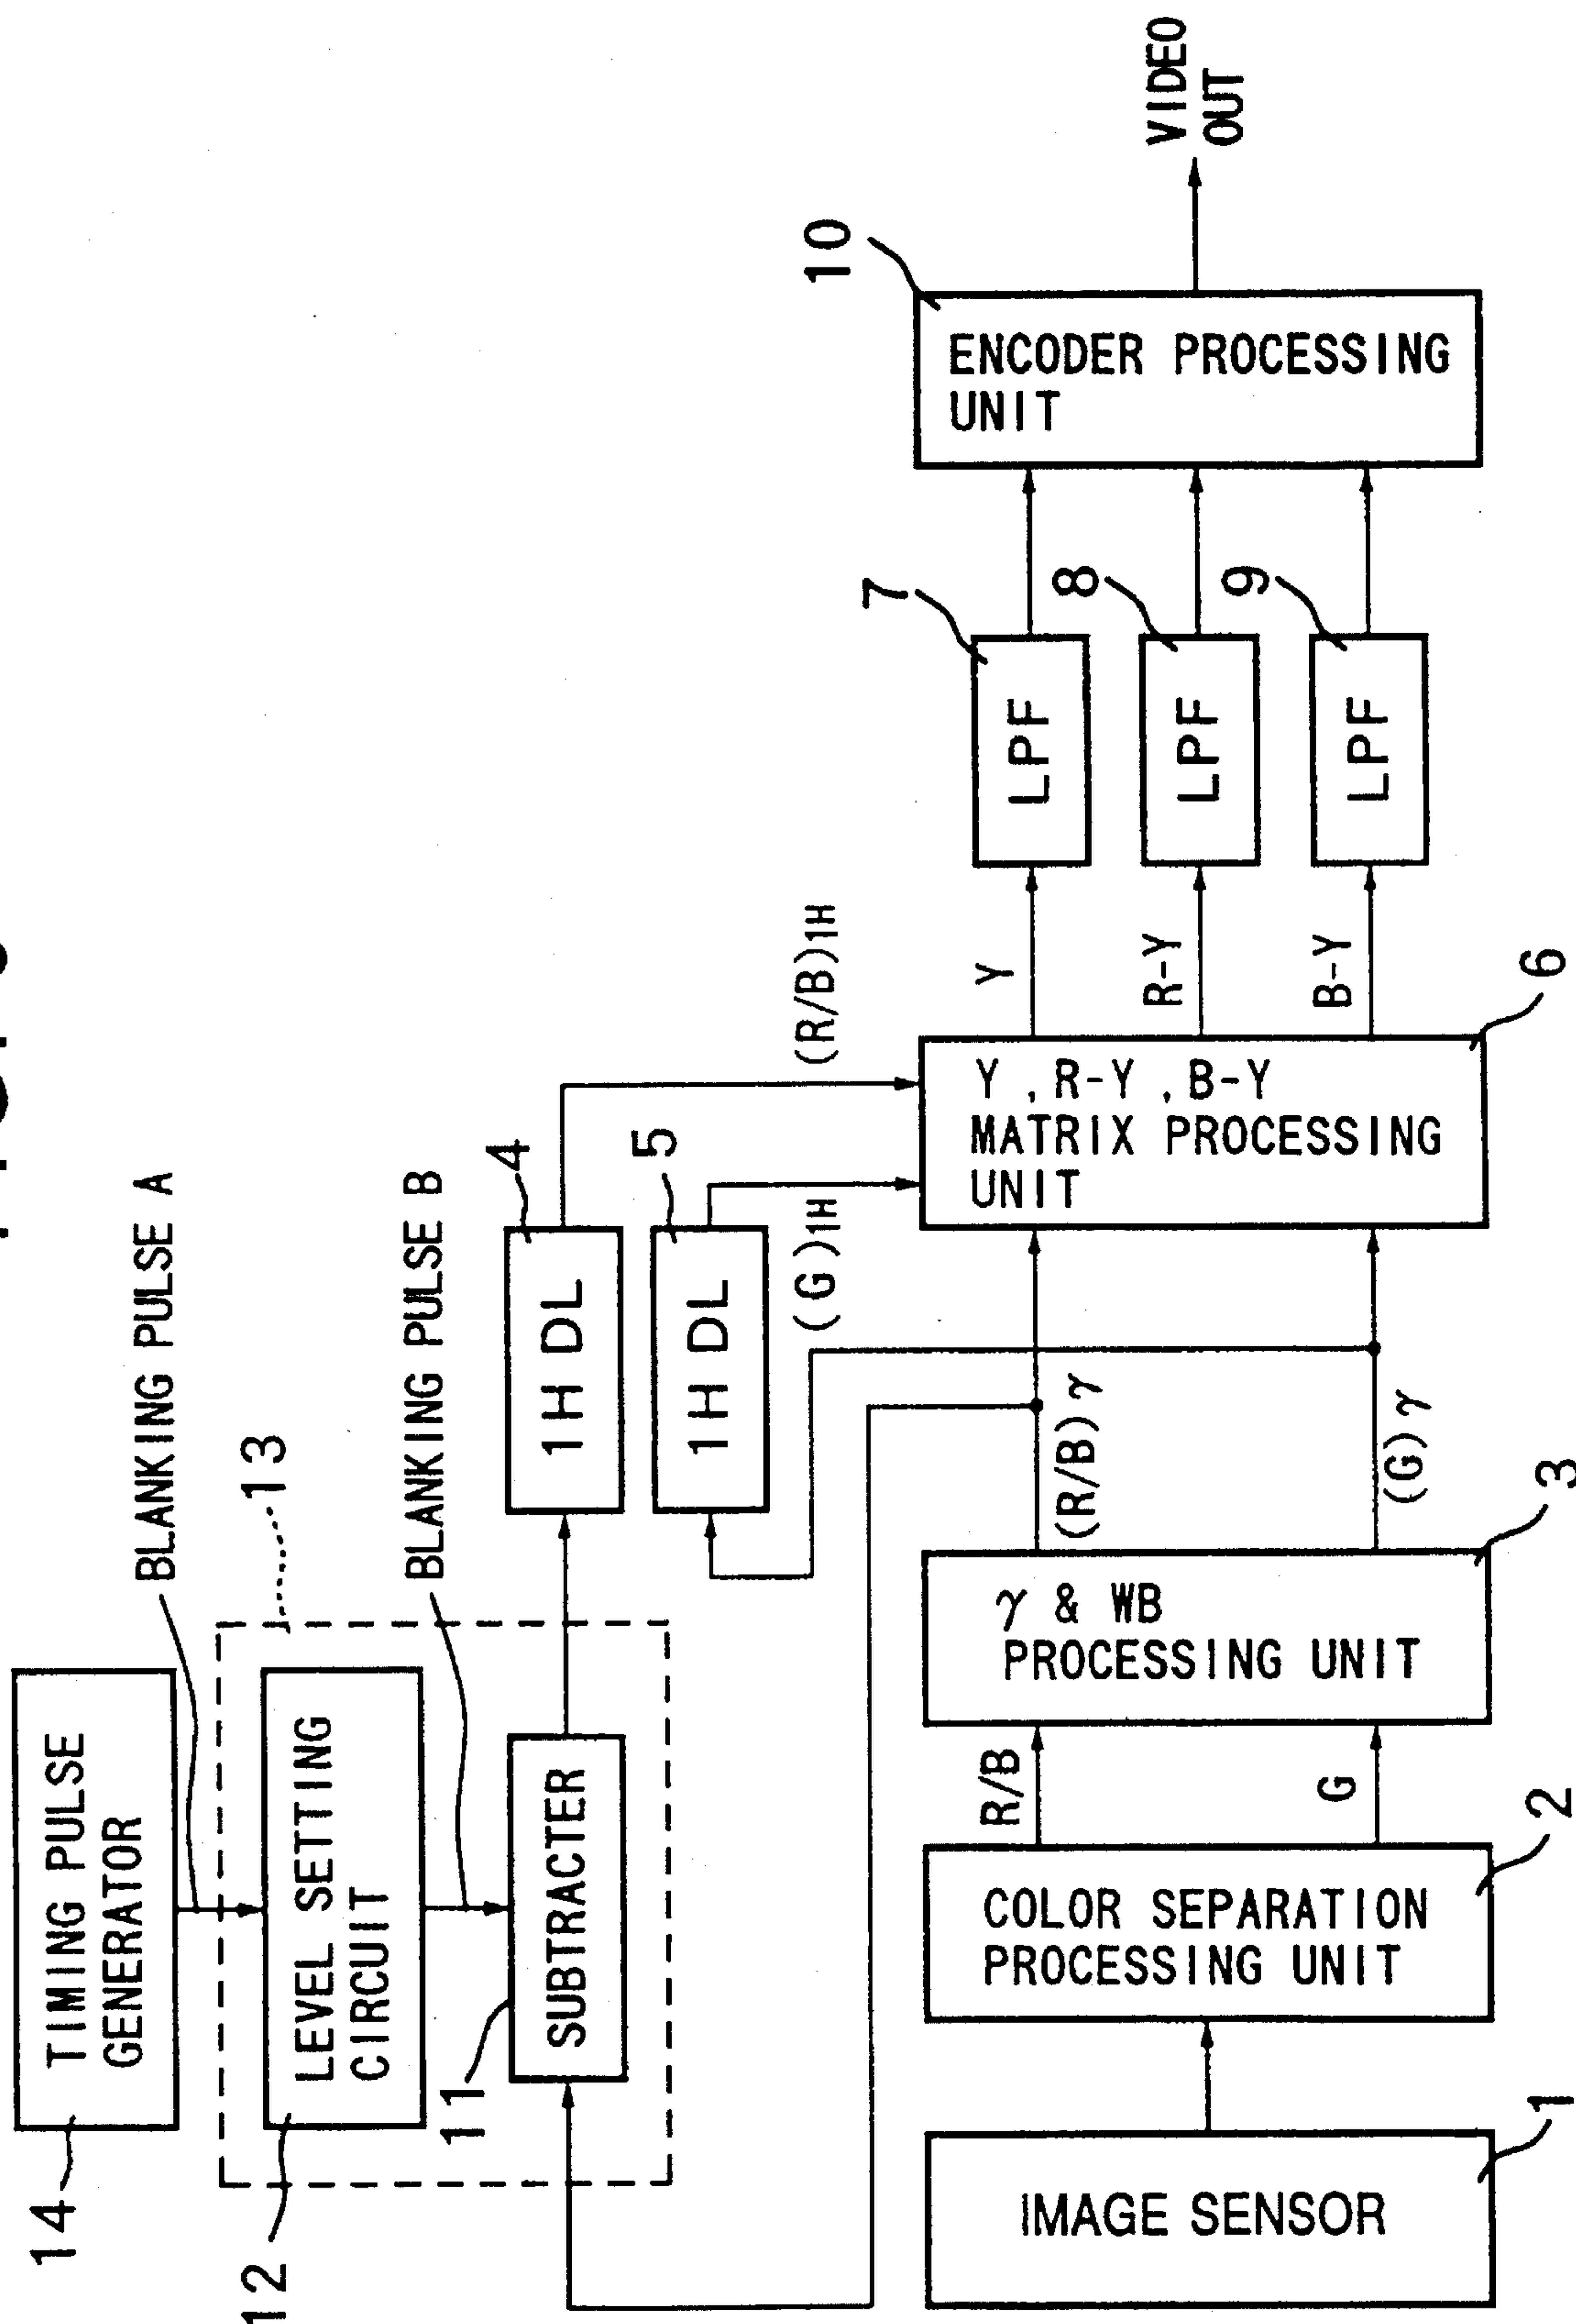 14
TIMING PULSE
GENERATOR
BLANKING PULSE A
13
12
LEVEL SETTING
CIRCUIT
BLANKING PULSE B
11
SUBTRACTER
4
1H DL
5
1H DL
(R/B)1H
(G)1H
1
IMAGE SENSOR
2
COLOR SEPARATION
PROCESSING UNIT
R/B
G
3
γ & WB
PROCESSING UNIT
(R/B)γ
(G)γ
6
Y , R-Y , B-Y
MATRIX PROCESSING
UNIT
Y
R-Y
B-Y
7
LPF
8
LPF
9
LPF
10
ENCODER PROCESSING
UNIT
VIDEO
OUT